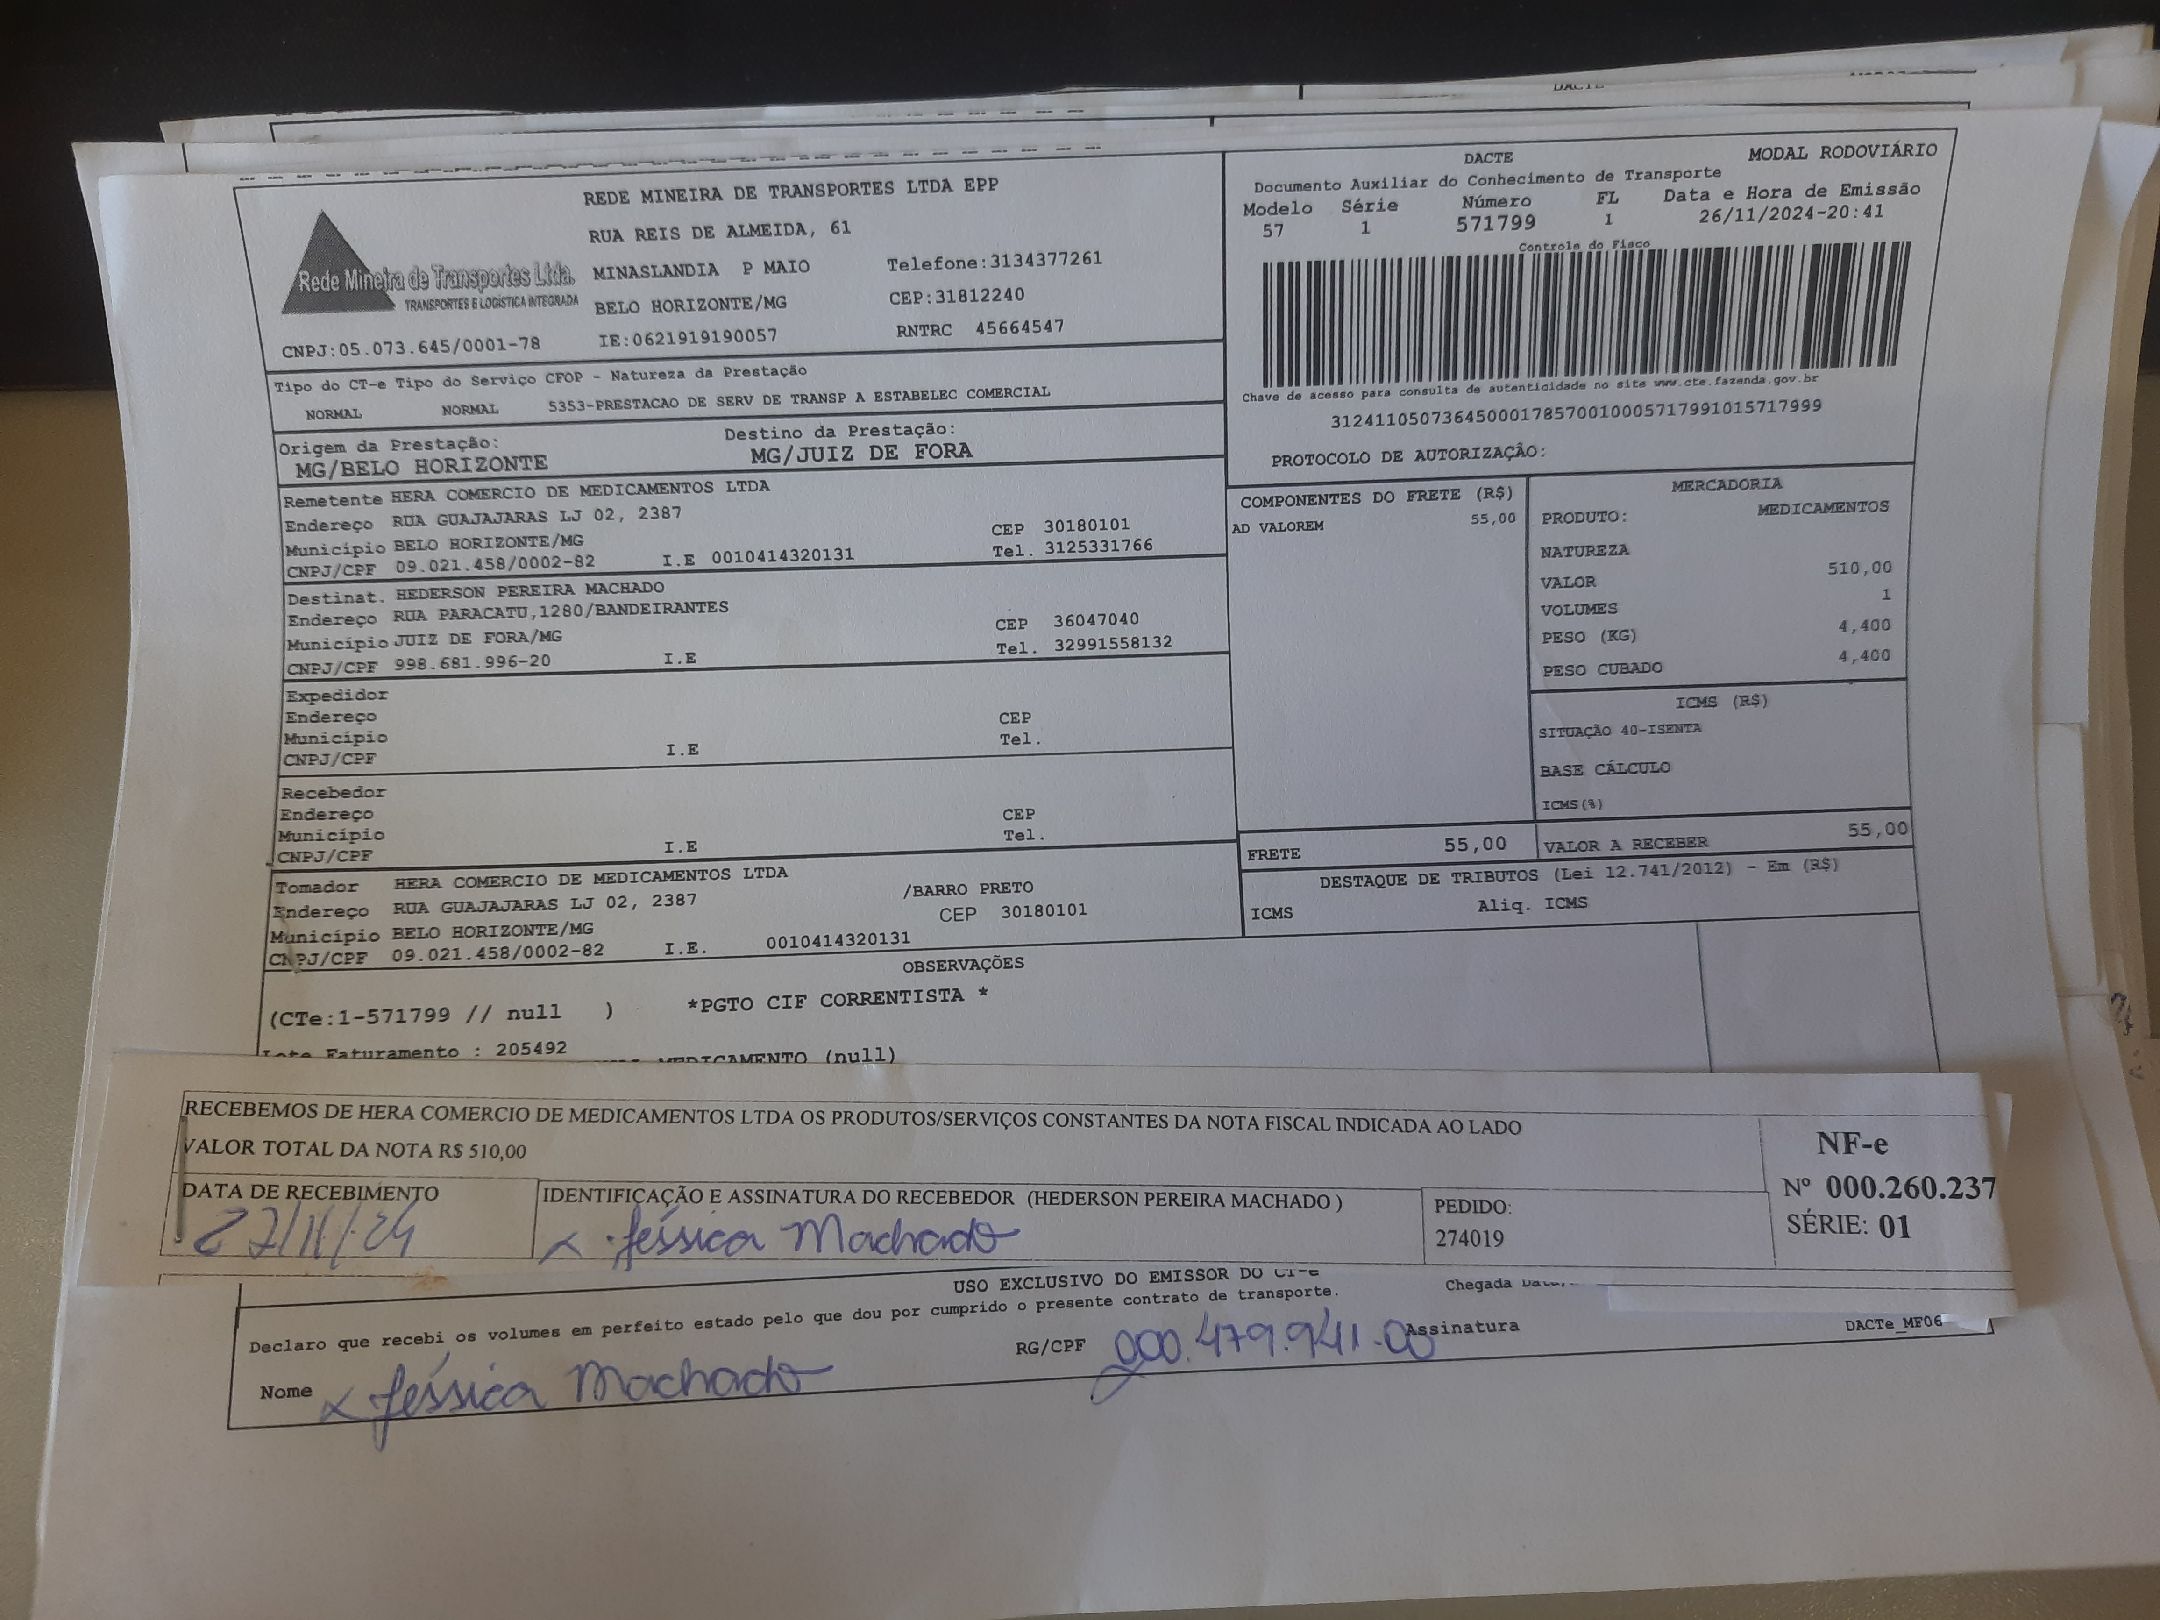 DACTE
REDE MINEIRA DE TRANSPORTES LTDA EPP
RUA REIS DE ALMEIDA, 61
MINASLANDIA P MAIO Telefone:3134377261
BELO HORIZONTE/MG CEP:31812240
CNPJ:05.073.645/0001-78 IE:0621919190057 RNTRC 45664547
Rede Mineira de Transportes Ltda.
TRANSPORTES E LOGÍSTICA INTEGRADA
DACTE MODAL RODOVIÁRIO
Documento Auxiliar do Conhecimento de Transporte
Modelo Série Número FL Data e Hora de Emissão
57 1 571799 1 26/11/2024-20:41
Controle do Fisco
Chave de acesso para consulta de autenticidade no site www.cte.fazenda.gov.br
31241105073645000178570010005717991015717999
PROTOCOLO DE AUTORIZAÇÃO:
Tipo do CT-e Tipo do Serviço CFOP - Natureza da Prestação
NORMAL NORMAL 5353-PRESTACAO DE SERV DE TRANSP A ESTABELEC COMERCIAL
Origem da Prestação: Destino da Prestação:
MG/BELO HORIZONTE MG/JUIZ DE FORA
Remetente HERA COMERCIO DE MEDICAMENTOS LTDA
Endereço RUA GUAJAJARAS LJ 02, 2387 CEP 30180101
Município BELO HORIZONTE/MG Tel. 3125331766
CNPJ/CPF 09.021.458/0002-82 I.E 0010414320131
Destinat. HEDERSON PEREIRA MACHADO
Endereço RUA PARACATU,1280/BANDEIRANTES CEP 36047040
Município JUIZ DE FORA/MG Tel. 32991558132
CNPJ/CPF 998.681.996-20 I.E
Expedidor
Endereço CEP
Município Tel.
CNPJ/CPF I.E
Recebedor
Endereço CEP
Município Tel.
CNPJ/CPF I.E
Tomador HERA COMERCIO DE MEDICAMENTOS LTDA
Endereço RUA GUAJAJARAS LJ 02, 2387 /BARRO PRETO
Município BELO HORIZONTE/MG CEP 30180101
CNPJ/CPF 09.021.458/0002-82 I.E. 0010414320131
COMPONENTES DO FRETE (R$)
AD VALOREM 55,00
MERCADORIA
PRODUTO: MEDICAMENTOS
NATUREZA
VALOR 510,00
VOLUMES 1
PESO (KG) 4,400
PESO CUBADO 4,400
ICMS (R$)
SITUAÇÃO 40-ISENTA
BASE CÁLCULO
ICMS(%)
FRETE 55,00 VALOR A RECEBER 55,00
DESTAQUE DE TRIBUTOS (Lei 12.741/2012) - Em (R$)
ICMS Aliq. ICMS
OBSERVAÇÕES
(CTe:1-571799 // null ) *PGTO CIF CORRENTISTA *
Lote Faturamento : 205492
MEDICAMENTO (null)
RECEBEMOS DE HERA COMERCIO DE MEDICAMENTOS LTDA OS PRODUTOS/SERVIÇOS CONSTANTES DA NOTA FISCAL INDICADA AO LADO
VALOR TOTAL DA NOTA R$ 510,00
DATA DE RECEBIMENTO IDENTIFICAÇÃO E ASSINATURA DO RECEBEDOR (HEDERSON PEREIRA MACHADO )
27/11/24 x Jéssica Machado
PEDIDO:
274019
NF-e
Nº 000.260.237
SÉRIE: 01
USO EXCLUSIVO DO EMISSOR DO CT-e Chegada Data
Declaro que recebi os volumes em perfeito estado pelo que dou por cumprido o presente contrato de transporte.
Nome x Jéssica Machado RG/CPF 000.479.941-00 Assinatura
DACTe_MF06